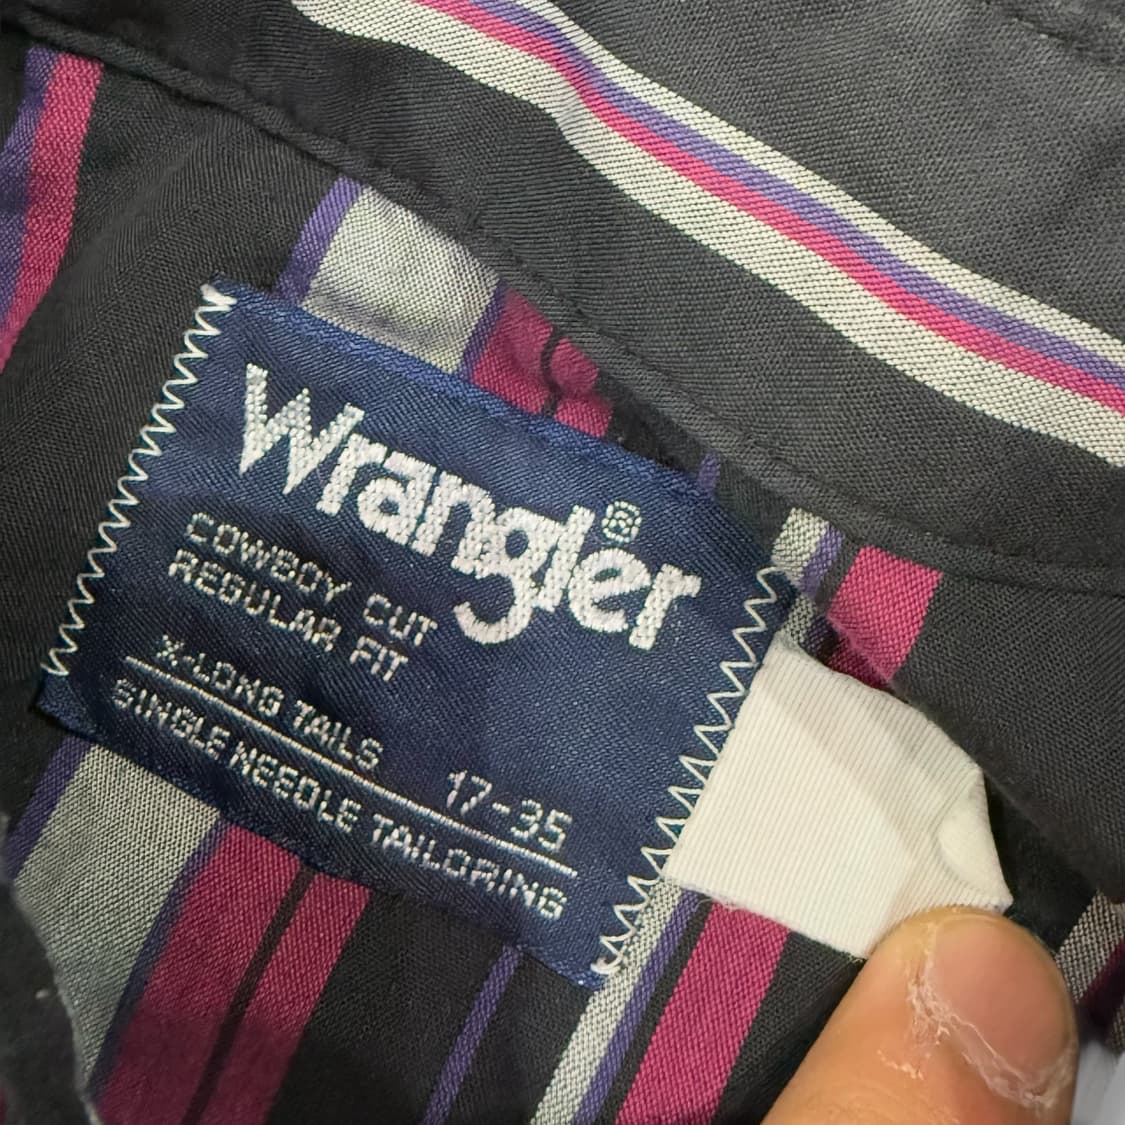 Wrangler®
COWBOY CUT
REGULAR FIT
X-LONG TAILS 17-35
SINGLE NEEDLE TAILORING